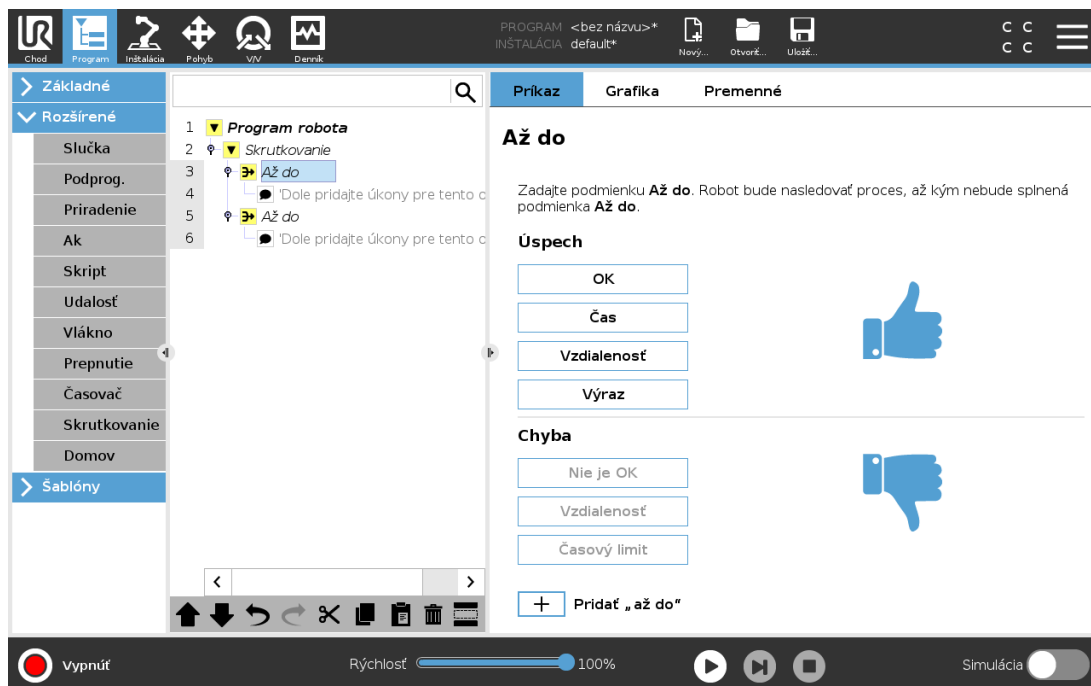 PROGRAM <bez názvu>*
INŠTALÁCIA default*
Chod Program Inštalácia Pohyb V/V Denník Nový... Otvoriť... Uložiť...
C C
C C
Základné
Rozšírené
Slučka
Podprog.
Priradenie
Ak
Skript
Udalosť
Vlákno
Prepnutie
Časovač
Skrutkovanie
Domov
Šablóny
1 Program robota
2 Skrutkovanie
3 Až do
4 'Dole pridajte úkony pre tento o
5 Až do
6 'Dole pridajte úkony pre tento o
Príkaz Grafika Premenné
Až do
Zadajte podmienku Až do. Robot bude nasledovať proces, až kým nebude splnená
podmienka Až do.
Úspech
OK
Čas
Vzdialenosť
Výraz
Chyba
Nie je OK
Vzdialenosť
Časový limit
Pridať „až do“
Vypnúť Rýchlosť 100% Simulácia